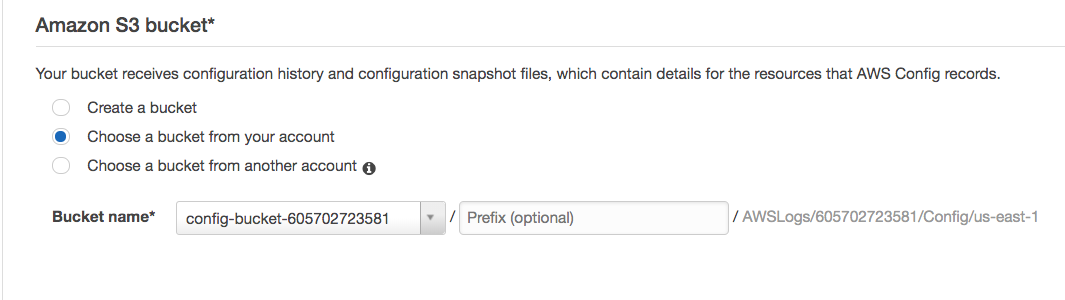 Amazon S3 bucket*
Your bucket receives configuration history and configuration snapshot files, which contain details for the resources that AWS Config records.
Create a bucket
Choose a bucket from your account
Choose a bucket from another account
Bucket name* config-bucket-605702723581 / Prefix (optional) / AWSLogs/605702723581/Config/us-east-1